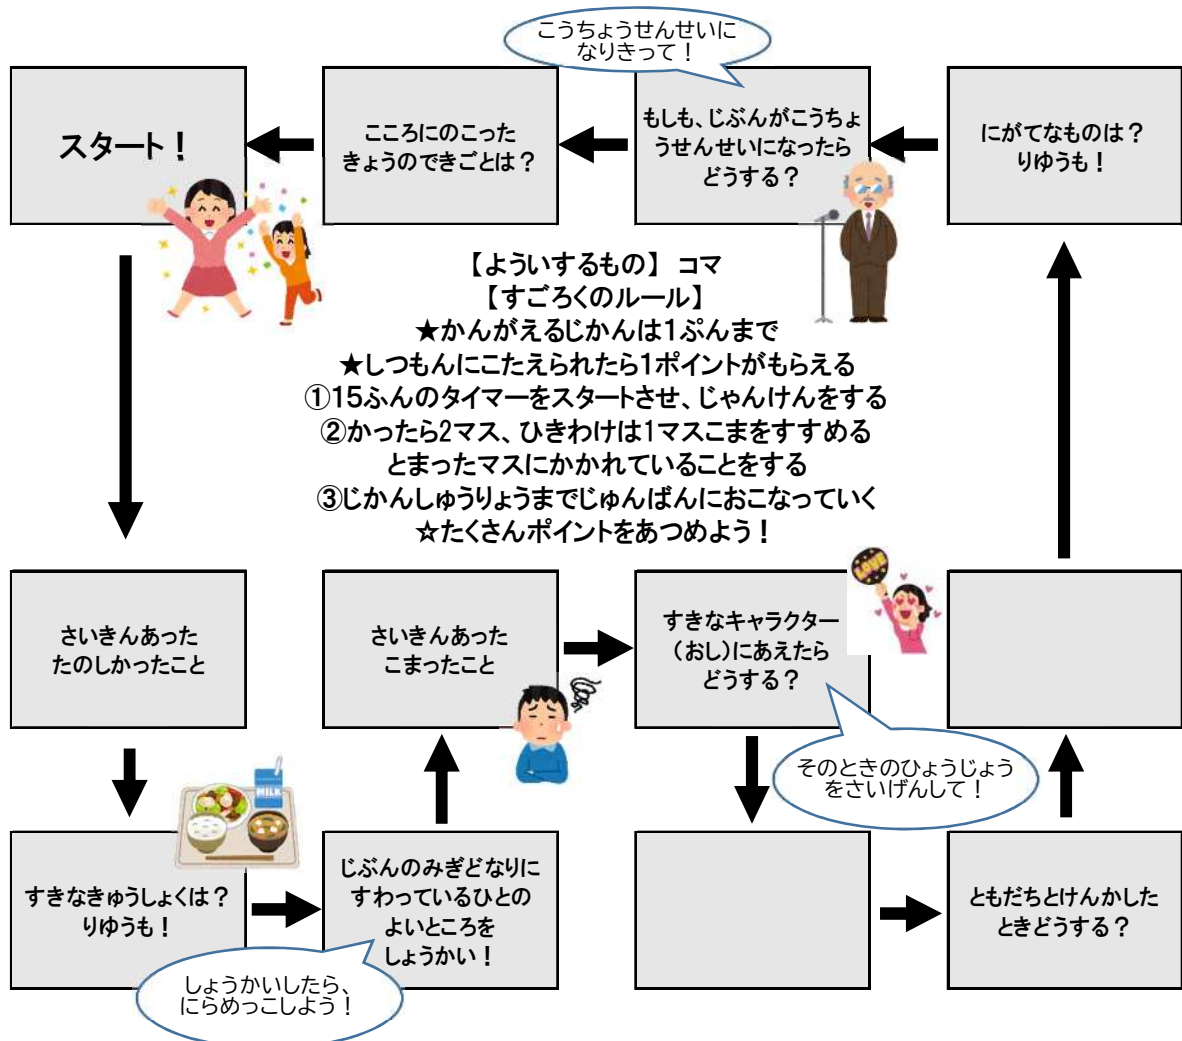 こうちょうせんせいに
なりきって！
スタート！
こころにのこった
きょうのできごとは？
もしも、じぶんがこうちょ
うせんせいになったら
どうする？
にがてなものは？
りゆうも！
【よういするもの】 コマ
【すごろくのルール】
★かんがえるじかんは１ぷんまで
★しつもんにこたえられたら１ポイントがもらえる
①15ふんのタイマーをスタートさせ、じゃんけんをする
②かったら2マス、ひきわけは1マスこまをすすめる
とまったマスにかかれていることをする
③じかんしゅうりょうまでじゅんばんにおこなっていく
☆たくさんポイントをあつめよう！
さいきんあった
たのしかったこと
さいきんあった
こまったこと
すきなキャラクター
（おし）にあえたら
どうする？
LOVE
そのときのひょうじょう
をさいげんして！
MILK
すきなきゅうしょくは？
りゆうも！
じぶんのみぎどなりに
すわっているひとの
よいところを
しょうかい！
ともだちとけんかした
ときどうする？
しょうかいしたら、
にらめっこしよう！